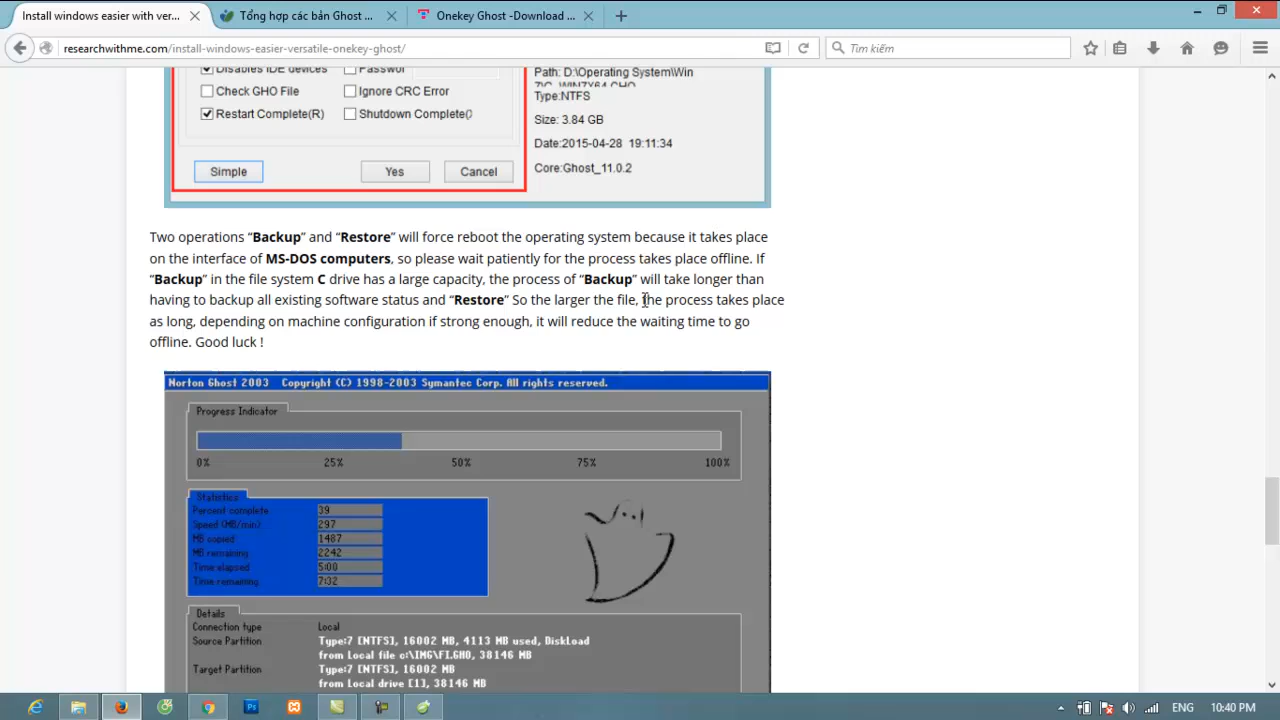 Install windows easier with ver...
Tổng hợp các bản Ghost ...
Onekey Ghost -Download ...
researchwithme.com/install-windows-easier-versatile-onekey-ghost/
Tìm kiếm
Disables IDE devices
Passwor
Path: D:\Operating System\Win
Check GHO File
Ignore CRC Error
Type:NTFS
Restart Complete(R)
Shutdown Complete()
Size: 3.84 GB
Date:2015-04-28 19:11:34
Simple
Yes
Cancel
Core:Ghost_11.0.2
Two operations “Backup” and “Restore” will force reboot the operating system because it takes place
on the interface of MS-DOS computers, so please wait patiently for the process takes place offline. If
“Backup” in the file system C drive has a large capacity, the process of “Backup” will take longer than
having to backup all existing software status and “Restore” So the larger the file, the process takes place
as long, depending on machine configuration if strong enough, it will reduce the waiting time to go
offline. Good luck !
Norton Ghost 2003 Copyright (C) 1998-2003 Symantec Corp. All rights reserved.
Progress Indicator
0% 25% 50% 75% 100%
Statistics
Percent complete 39
Speed (MB/min) 297
MB copied 1487
MB remaining 2242
Time elapsed 5:00
Time remaining 7:32
Details
Connection type Local
Source Partition Type:7 [NTFS], 16002 MB, 4113 MB used, DiskLoad
from Local file c:\IMG\FI.GHO, 38146 MB
Target Partition Type:7 [NTFS], 16002 MB
from Local drive [1], 38146 MB
ENG
10:40 PM